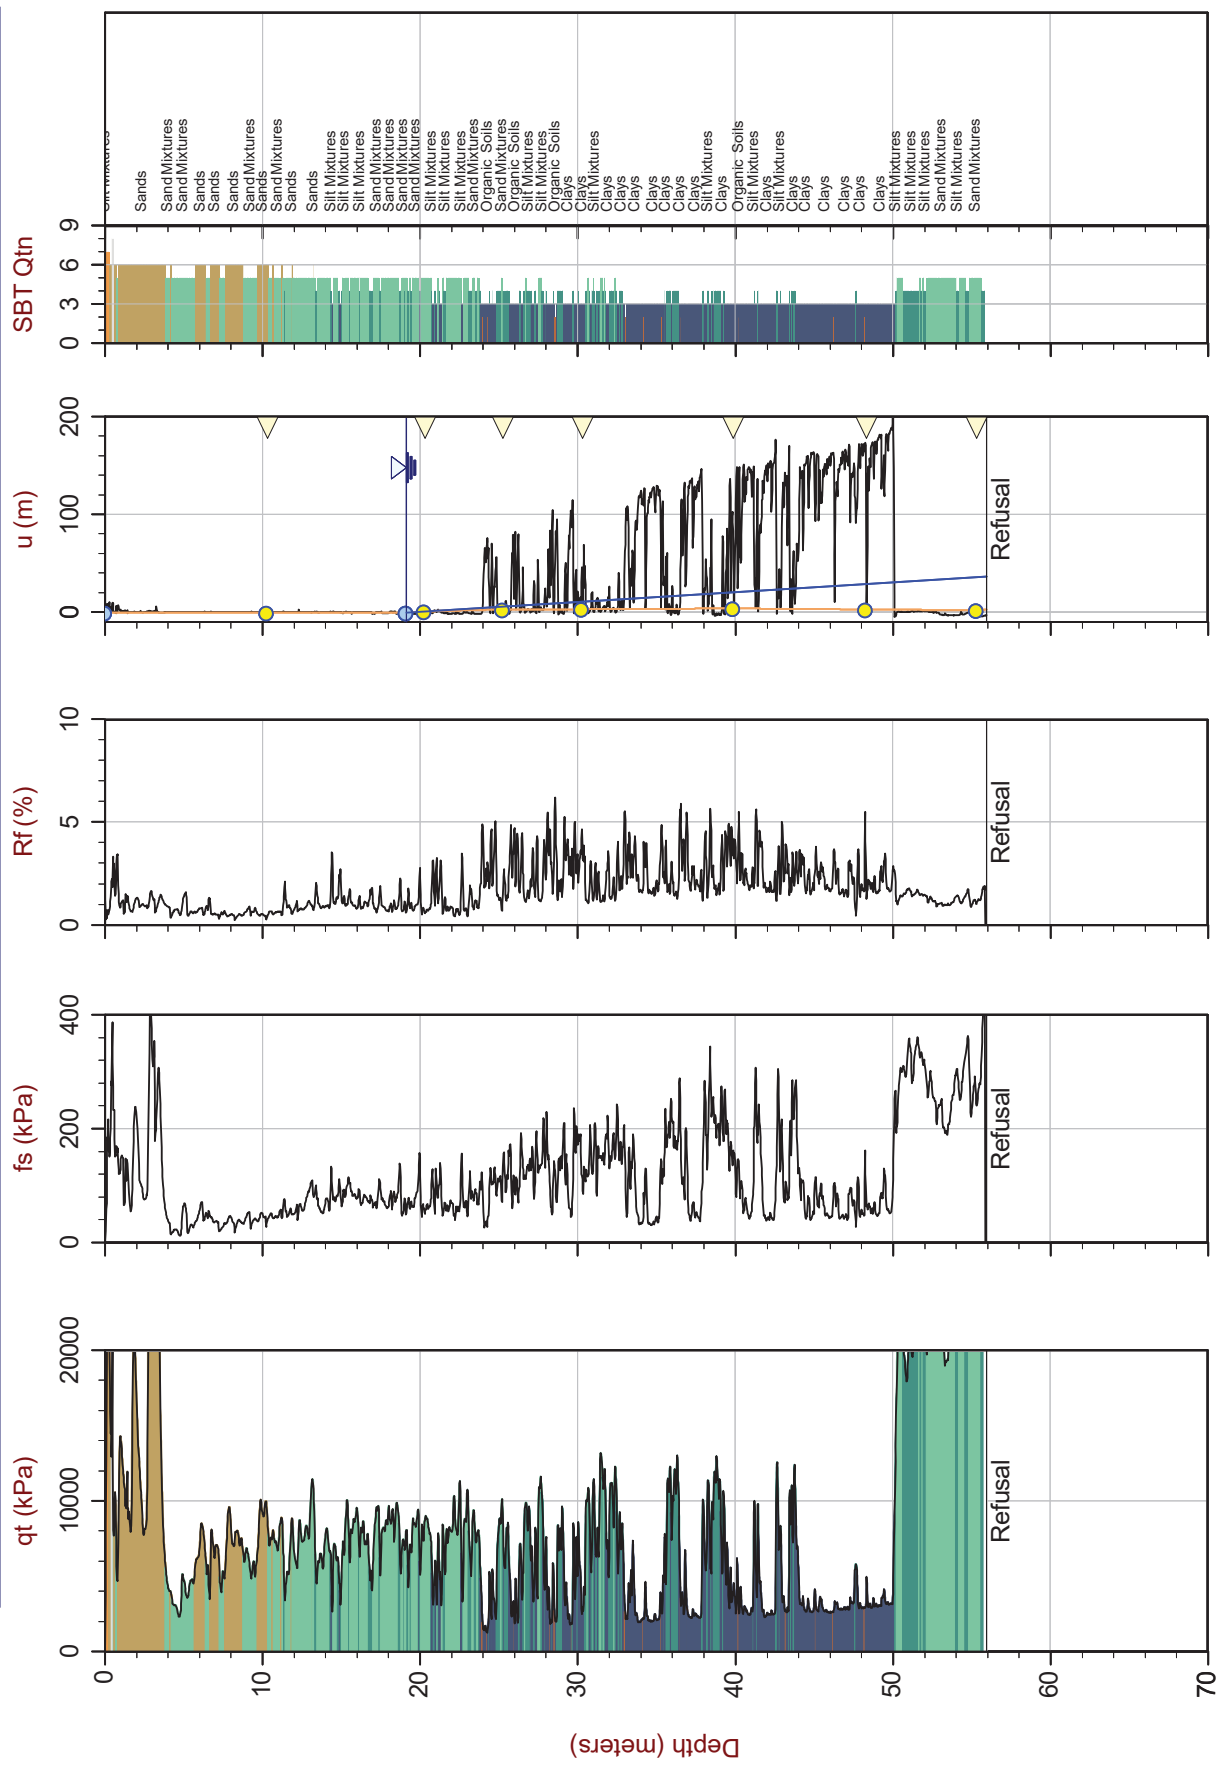 qt (kPa)
fs (kPa)
Rf (%)
u (m)
SBT Qtn
0 10000 20000
0 200 400
0 5 10
0 100 200
0 3 6 9
Depth (meters)
0
10
20
30
40
50
60
70
Refusal
Refusal
Refusal
Refusal
Mixtures
Sands
Sand Mixtures
Sand Mixtures
Sands
Sands
Sands
Sand Mixtures
Sands
Sand Mixtures
Sands
Sands
Silt Mixtures
Silt Mixtures
Silt Mixtures
Sand Mixtures
Sand Mixtures
Sand Mixtures
Sand Mixtures
Silt Mixtures
Silt Mixtures
Silt Mixtures
Sand Mixtures
Organic Soils
Sand Mixtures
Organic Soils
Silt Mixtures
Silt Mixtures
Organic Soils
Clays
Clays
Silt Mixtures
Clays
Clays
Clays
Clays
Clays
Clays
Clays
Silt Mixtures
Clays
Organic Soils
Silt Mixtures
Clays
Silt Mixtures
Clays
Clays
Clays
Clays
Clays
Clays
Silt Mixtures
Silt Mixtures
Silt Mixtures
Sand Mixtures
Silt Mixtures
Sand Mixtures